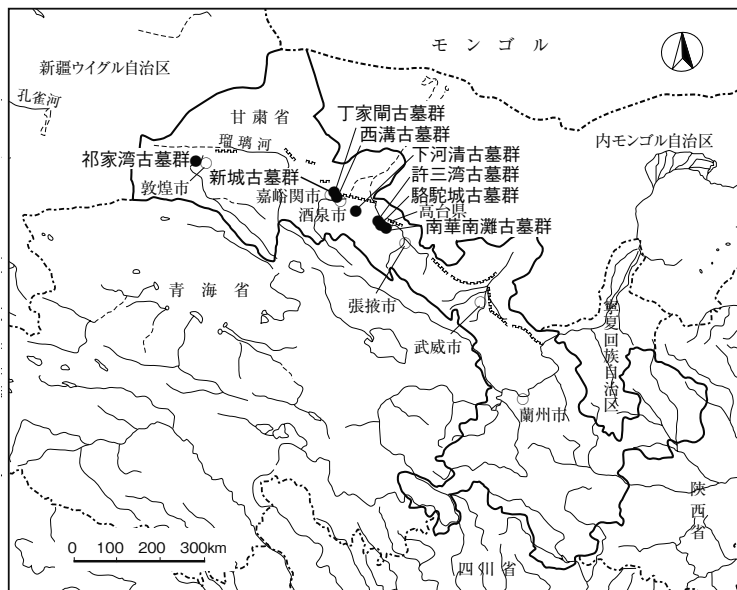 モンゴル
新疆ウイグル自治区
孔雀河
甘粛省
丁家閘古墓群
瑠璃河
西溝古墓群
内モンゴル自治区
祁家湾古墓群
下河清古墓群
新城古墓群
許三湾古墓群
敦煌市
嘉峪関市
駱駝城古墓群
酒泉市
高台県
南華南灘古墓群
青海省
張掖市
寧夏回族自治区
武威市
蘭州市
陝西省
四川省
0 100 200 300km